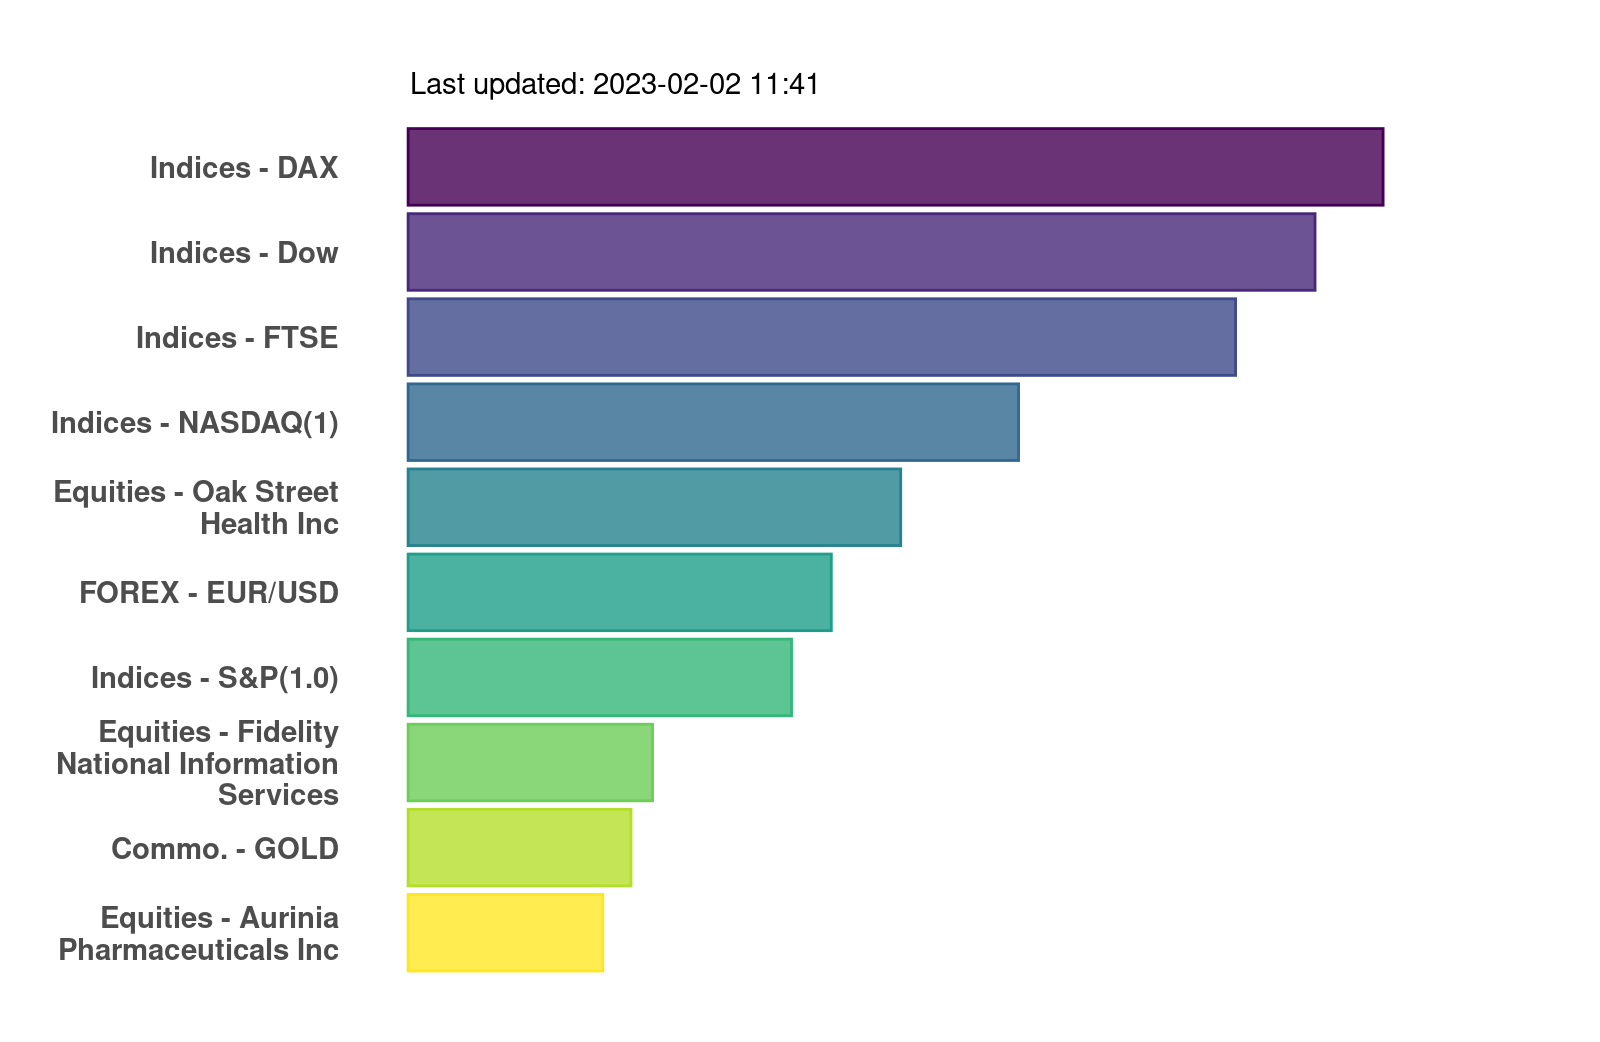 Last updated: 2023-02-02 11:41
Indices - DAX
Indices - Dow
Indices - FTSE
Indices - NASDAQ(1)
Equities - Oak Street
Health Inc
FOREX - EUR/USD
Indices - S&P(1.0)
Equities - Fidelity
National Information
Services
Commo. - GOLD
Equities - Aurinia
Pharmaceuticals Inc